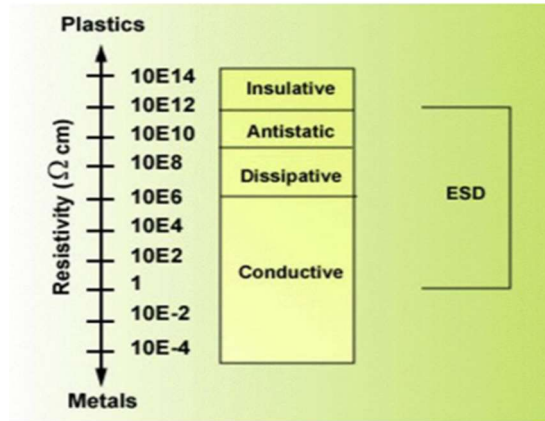 Plastics
Resistivity (Ω cm)
10E14
10E12
10E10
10E8
10E6
10E4
10E2
1
10E-2
10E-4
Metals
Insulative
Antistatic
Dissipative
Conductive
ESD